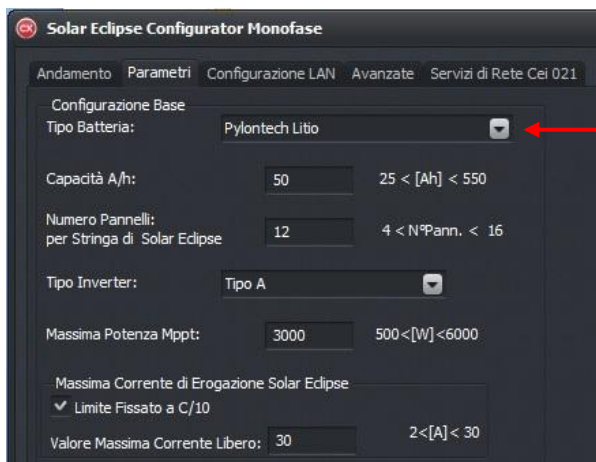 Solar Eclipse Configurator Monofase
Andamento Parametri Configurazione LAN Avanzate Servizi di Rete Cei 021
Configurazione Base
Tipo Batteria: Pylontech Litio
Capacità A/h: 50 25 < [Ah] < 550
Numero Pannelli:
per Stringa di Solar Eclipse 12 4 < N°Pann. < 16
Tipo Inverter: Tipo A
Massima Potenza Mppt: 3000 500<[W]<6000
Massima Corrente di Erogazione Solar Eclipse
Limite Fissato a C/10
Valore Massima Corrente Libero: 30 2<[A]< 30